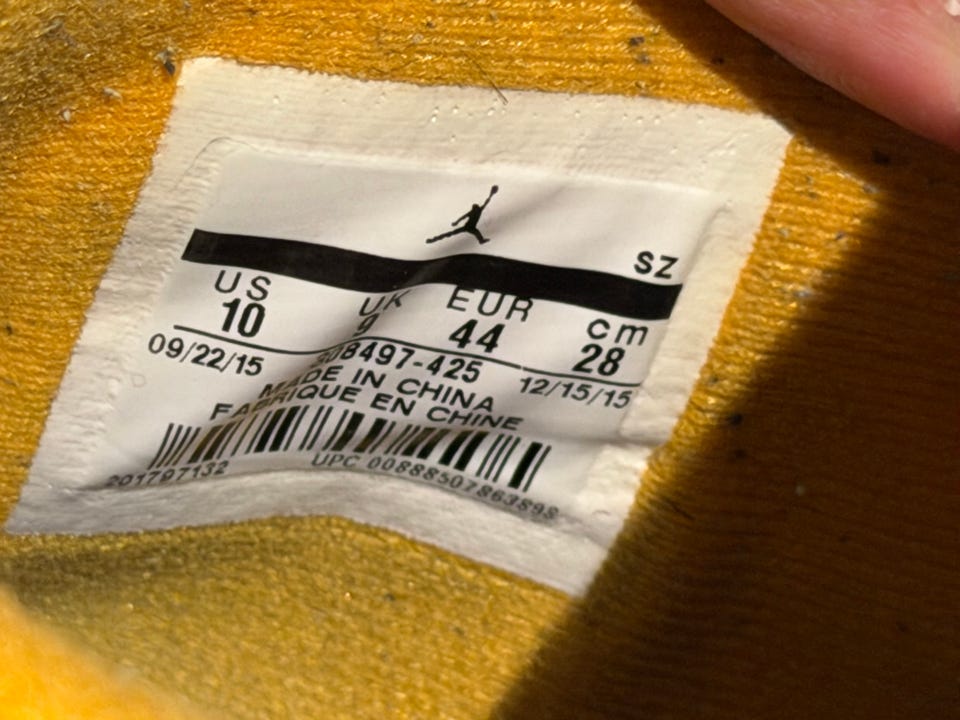 SZ
US UK EUR cm
10 9 44 28
09/22/15 308497-425 12/15/15
MADE IN CHINA
FABRIQUE EN CHINE
201797132 UPC 00888507863898